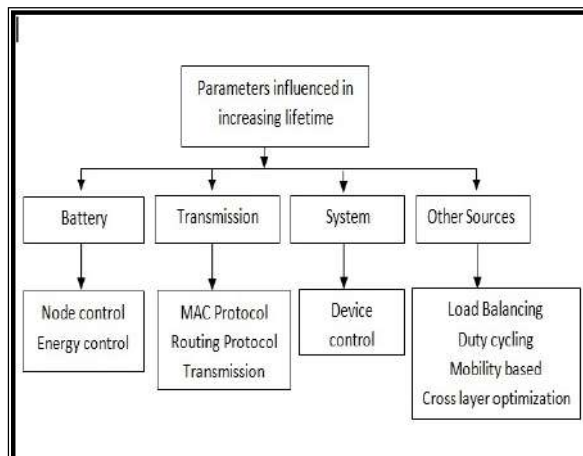 Parameters influenced in
increasing lifetime
Battery
Transmission
System
Other Sources
Node control
Energy control
MAC Protocol
Routing Protocol
Transmission
Device
control
Load Balancing
Duty cycling
Mobility based
Cross layer optimization